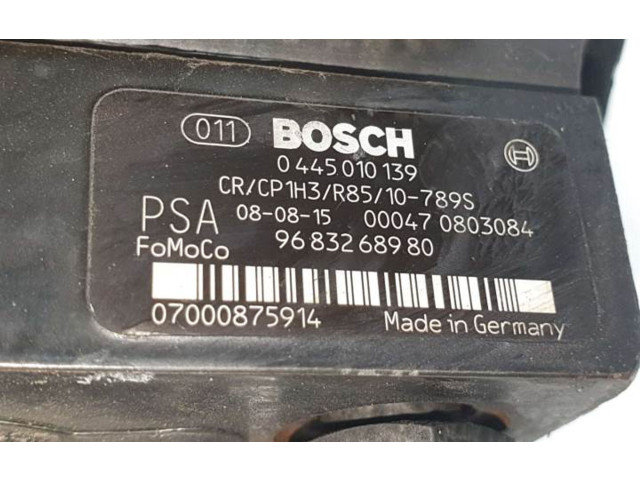 011 BOSCH
0 445 010 139
CR/CP1H3/R85/10-789S
PSA 08-08-15 00047 0803084
FoMoCo 96 832 689 80
07000875914 Made in Germany